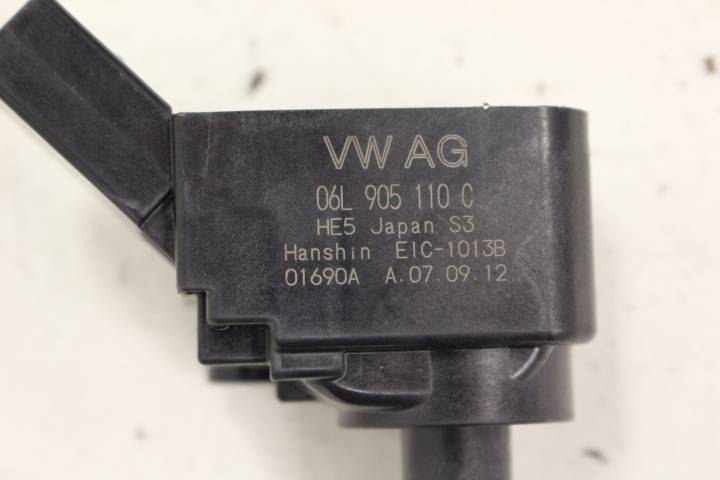 VW AG
06L 905 110 C
HE5 Japan S3
Hanshin EIC-1013B
01690A A.07.09.12